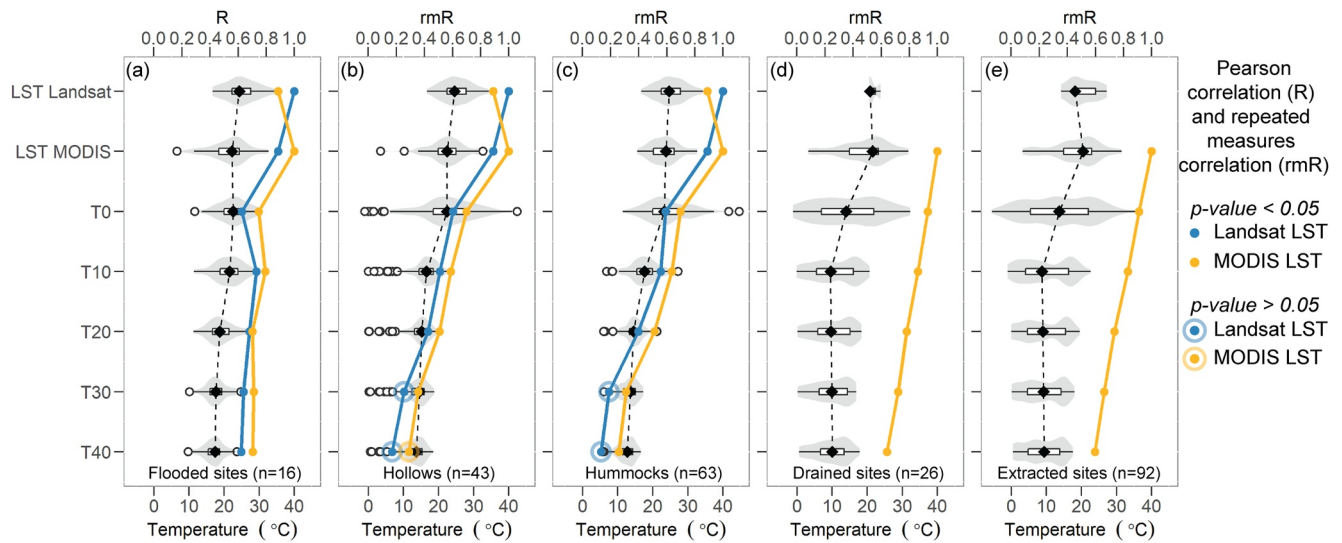 R
rmR
rmR
rmR
rmR
0.0 0.2 0.4 0.6 0.8 1.0
0.0 0.2 0.4 0.6 0.8 1.0
0.0 0.2 0.4 0.6 0.8 1.0
0.0 0.2 0.4 0.6 0.8 1.0
0.0 0.2 0.4 0.6 0.8 1.0
(a)
(b)
(c)
(d)
(e)
LST Landsat
LST MODIS
T0
T10
T20
T30
T40
Flooded sites (n=16)
Hollows (n=43)
Hummocks (n=63)
Drained sites (n=26)
Extracted sites (n=92)
0 10 20 30 40
0 10 20 30 40
0 10 20 30 40
0 10 20 30 40
0 10 20 30 40
Temperature (°C)
Temperature (°C)
Temperature (°C)
Temperature (°C)
Temperature (°C)
Pearson
correlation (R)
and repeated
measures
correlation (rmR)
p-value < 0.05
Landsat LST
MODIS LST
p-value > 0.05
Landsat LST
MODIS LST